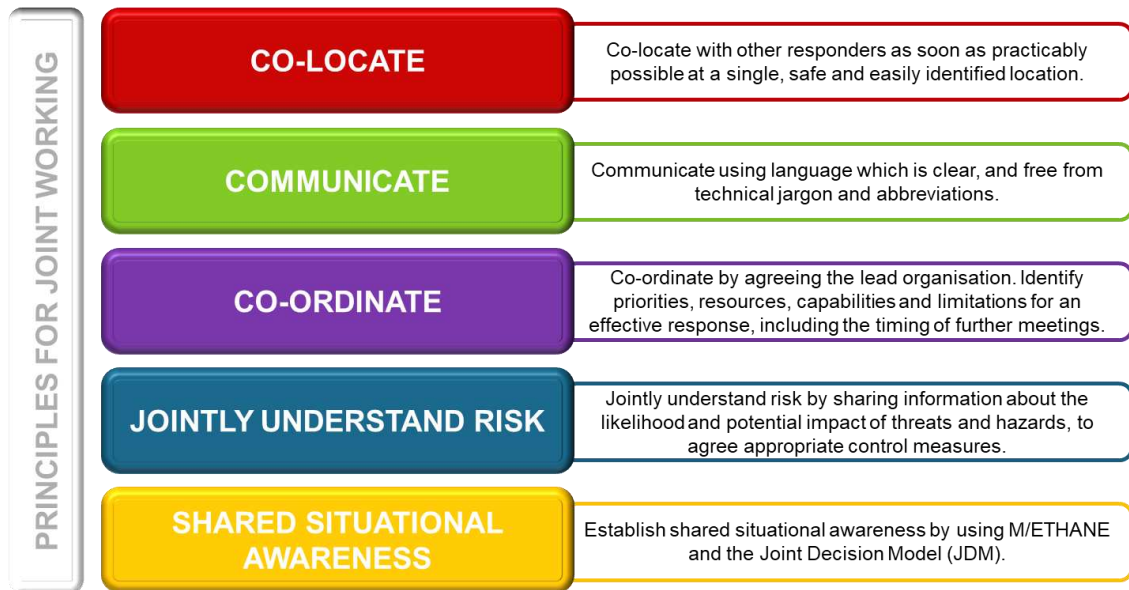 PRINCIPLES FOR JOINT WORKING
CO-LOCATE
Co-locate with other responders as soon as practicably
possible at a single, safe and easily identified location.
COMMUNICATE
Communicate using language which is clear, and free from
technical jargon and abbreviations.
CO-ORDINATE
Co-ordinate by agreeing the lead organisation. Identify
priorities, resources, capabilities and limitations for an
effective response, including the timing of further meetings.
JOINTLY UNDERSTAND RISK
Jointly understand risk by sharing information about the
likelihood and potential impact of threats and hazards, to
agree appropriate control measures.
SHARED SITUATIONAL
AWARENESS
Establish shared situational awareness by using M/ETHANE
and the Joint Decision Model (JDM).